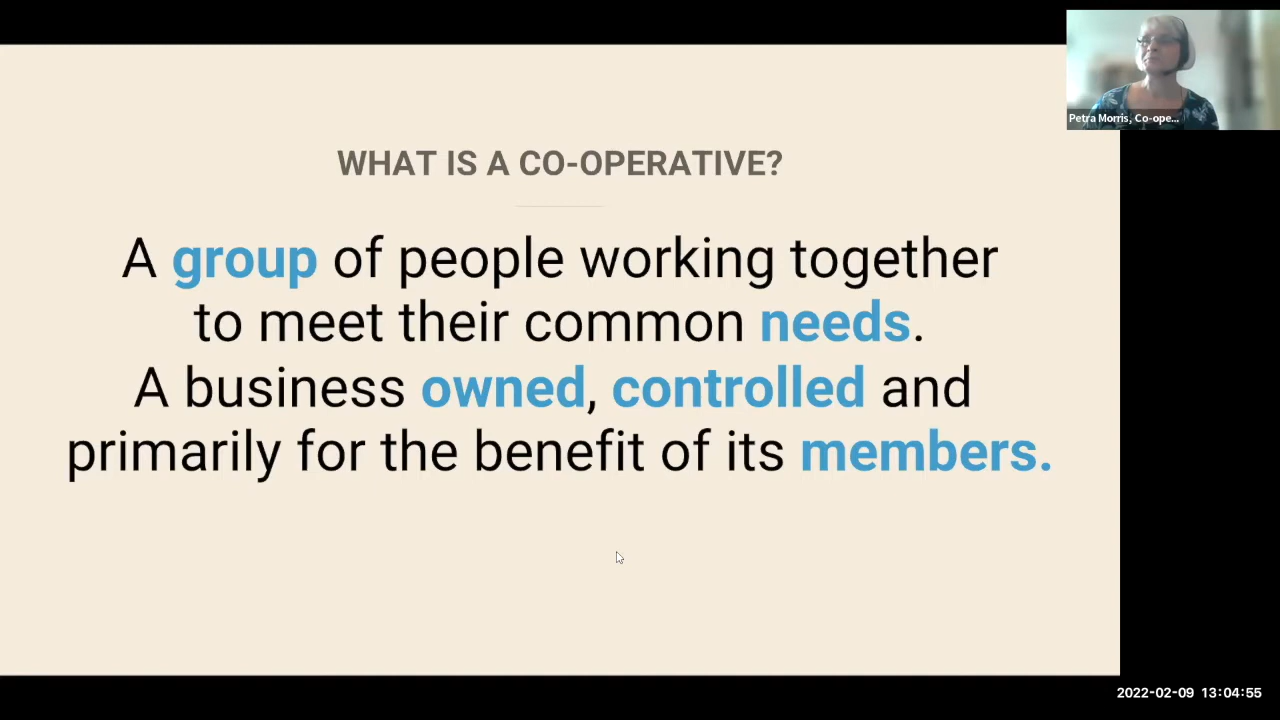 WHAT IS A CO-OPERATIVE?
A group of people working together
to meet their common needs.
A business owned, controlled and
primarily for the benefit of its members.
Petra Morris, Co-ope...
2022-02-09 13:04:55